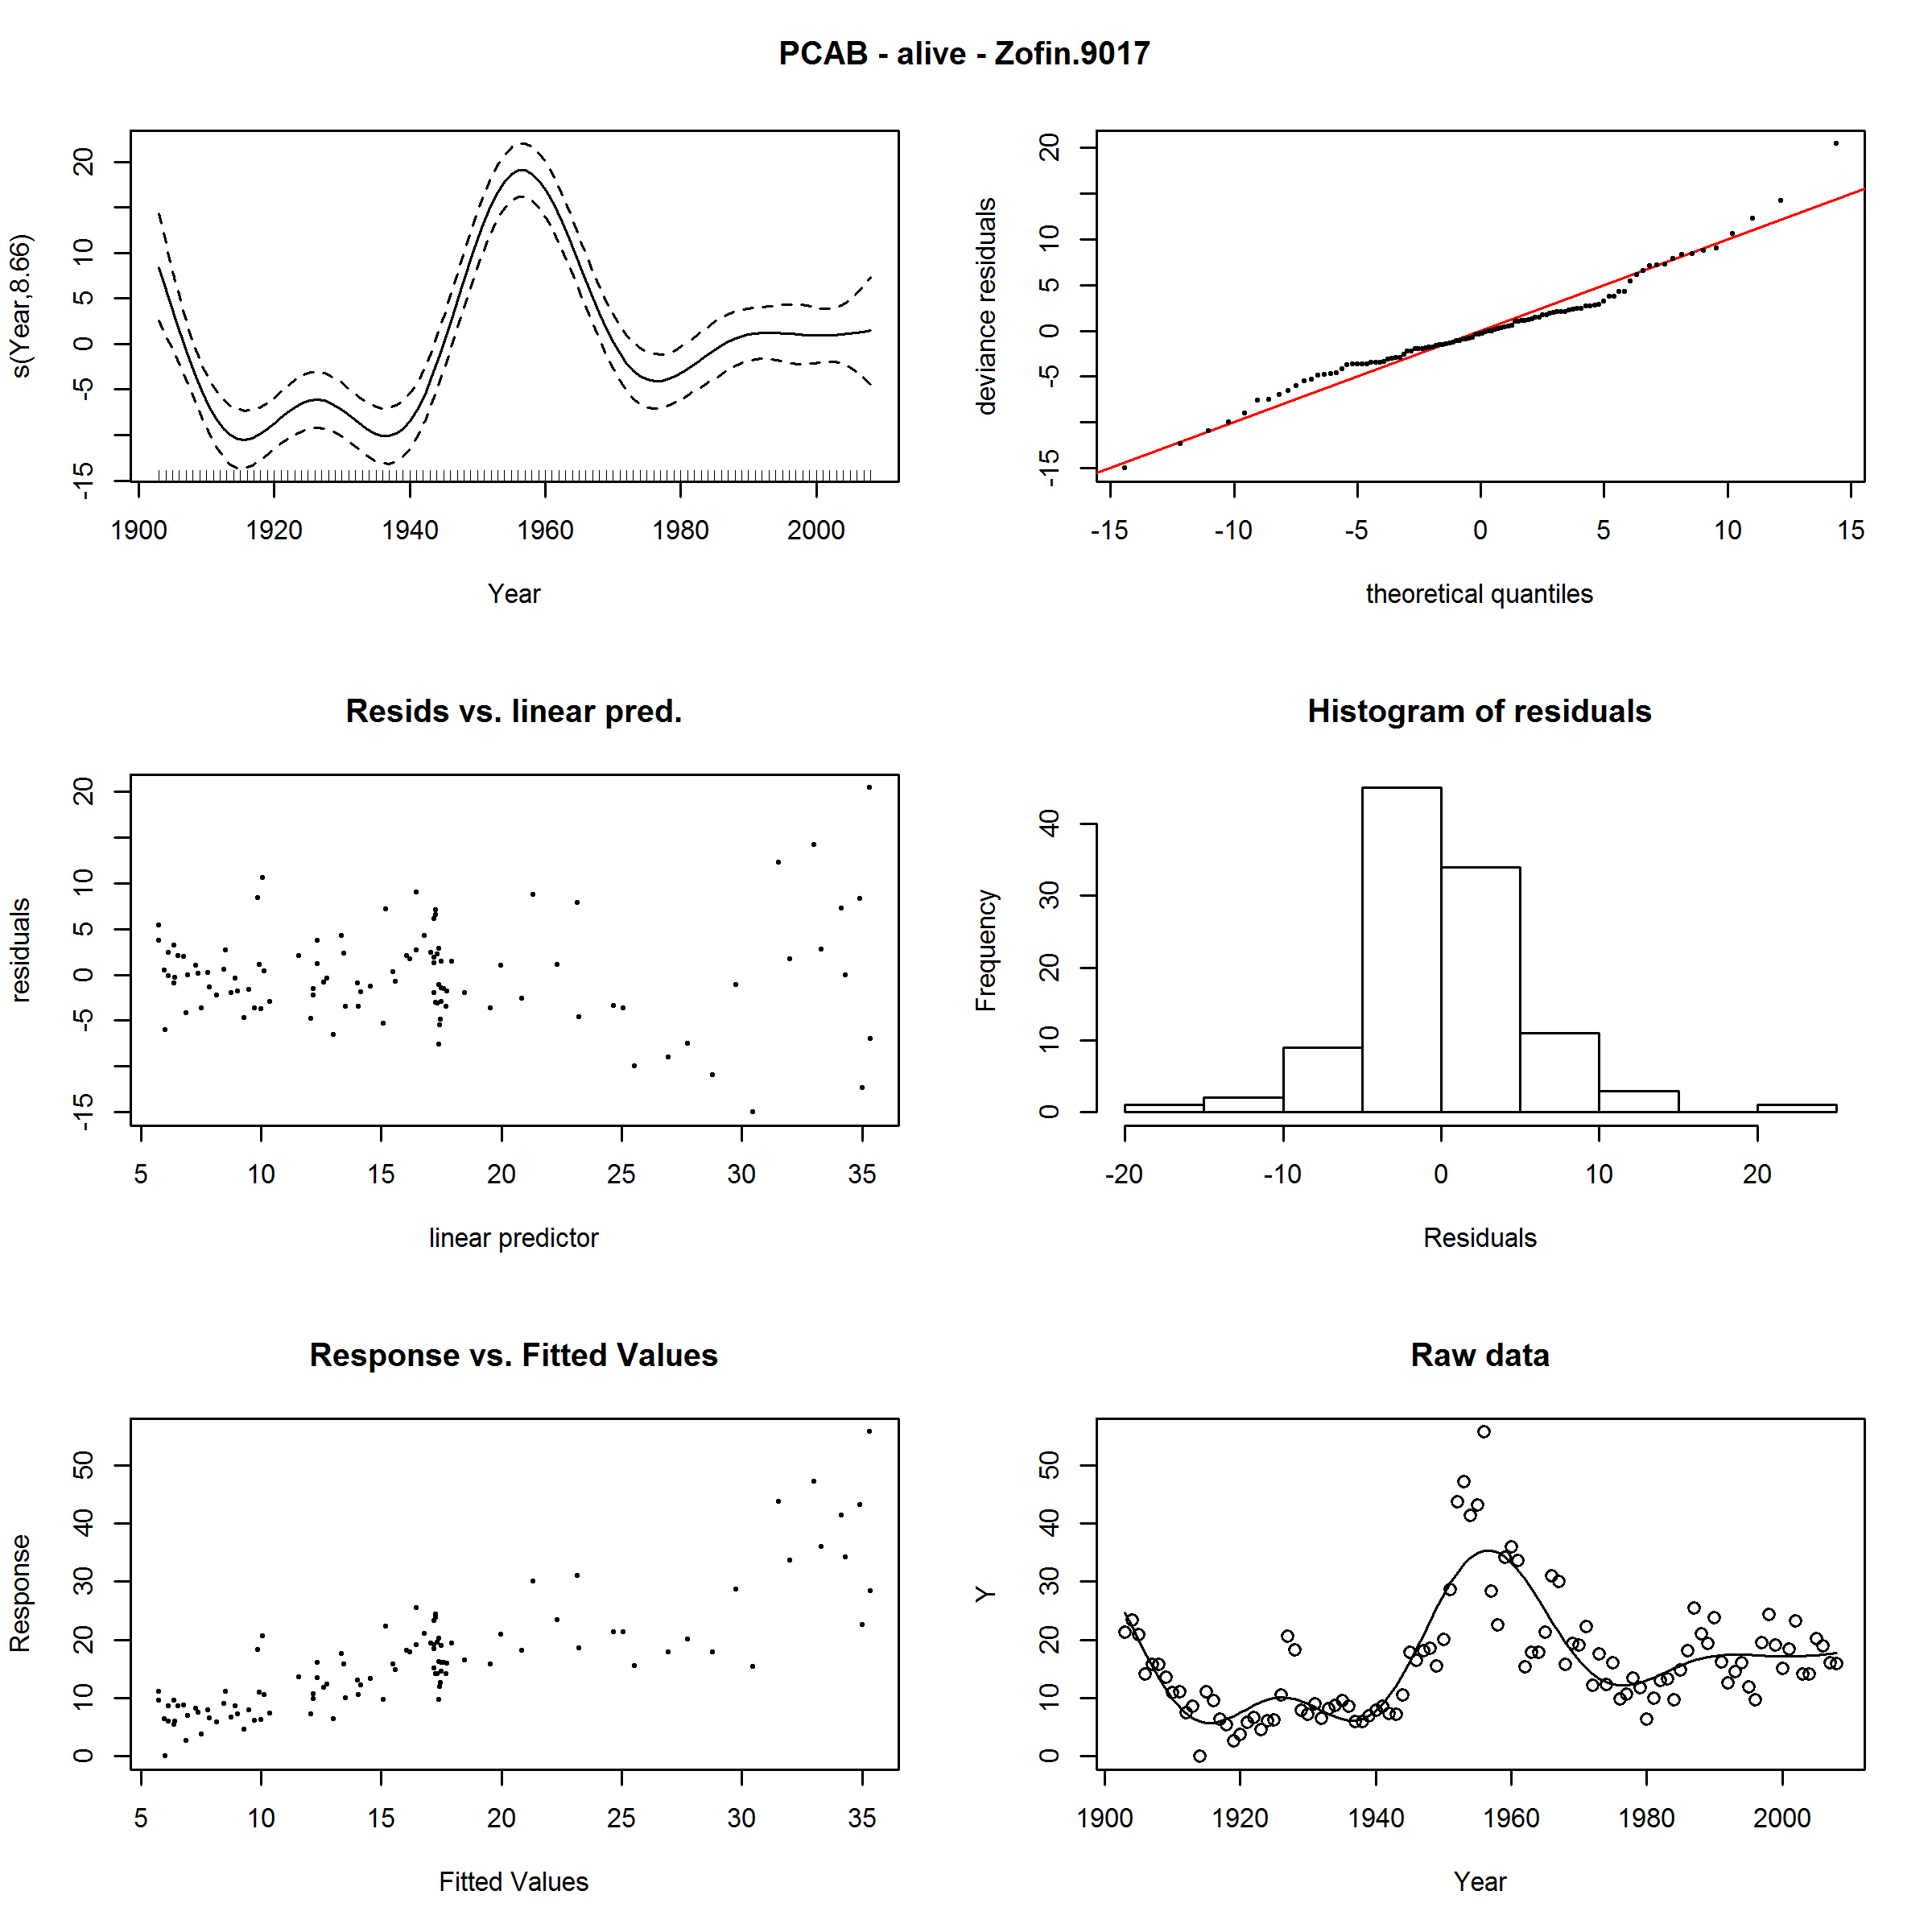 PCAB - alive - Zofin.9017
s(Year,8.66)
-15 -5 0 5 10 20
1900 1920 1940 1960 1980 2000
Year
deviance residuals
-15 -5 0 5 10 20
-15 -10 -5 0 5 10 15
theoretical quantiles
Resids vs. linear pred.
residuals
-15 -5 0 5 10 20
5 10 15 20 25 30 35
linear predictor
Histogram of residuals
Frequency
0 10 20 30 40
-20 -10 0 10 20
Residuals
Response vs. Fitted Values
Response
0 10 20 30 40 50
5 10 15 20 25 30 35
Fitted Values
Raw data
Y
0 10 20 30 40 50
1900 1920 1940 1960 1980 2000
Year